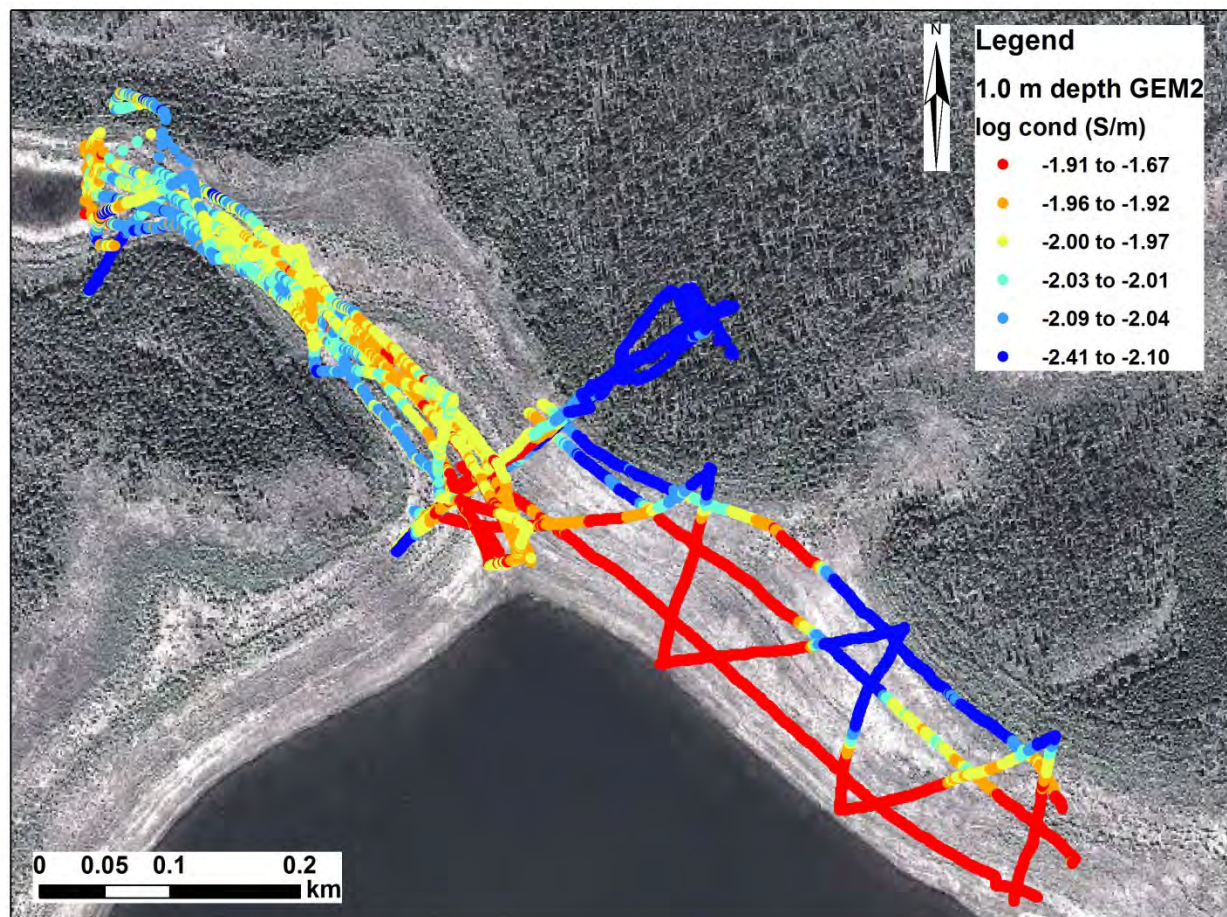 N
Legend
1.0 m depth GEM2
log cond (S/m)
-1.91 to -1.67
-1.96 to -1.92
-2.00 to -1.97
-2.03 to -2.01
-2.09 to -2.04
-2.41 to -2.10
0 0.05 0.1 0.2
km